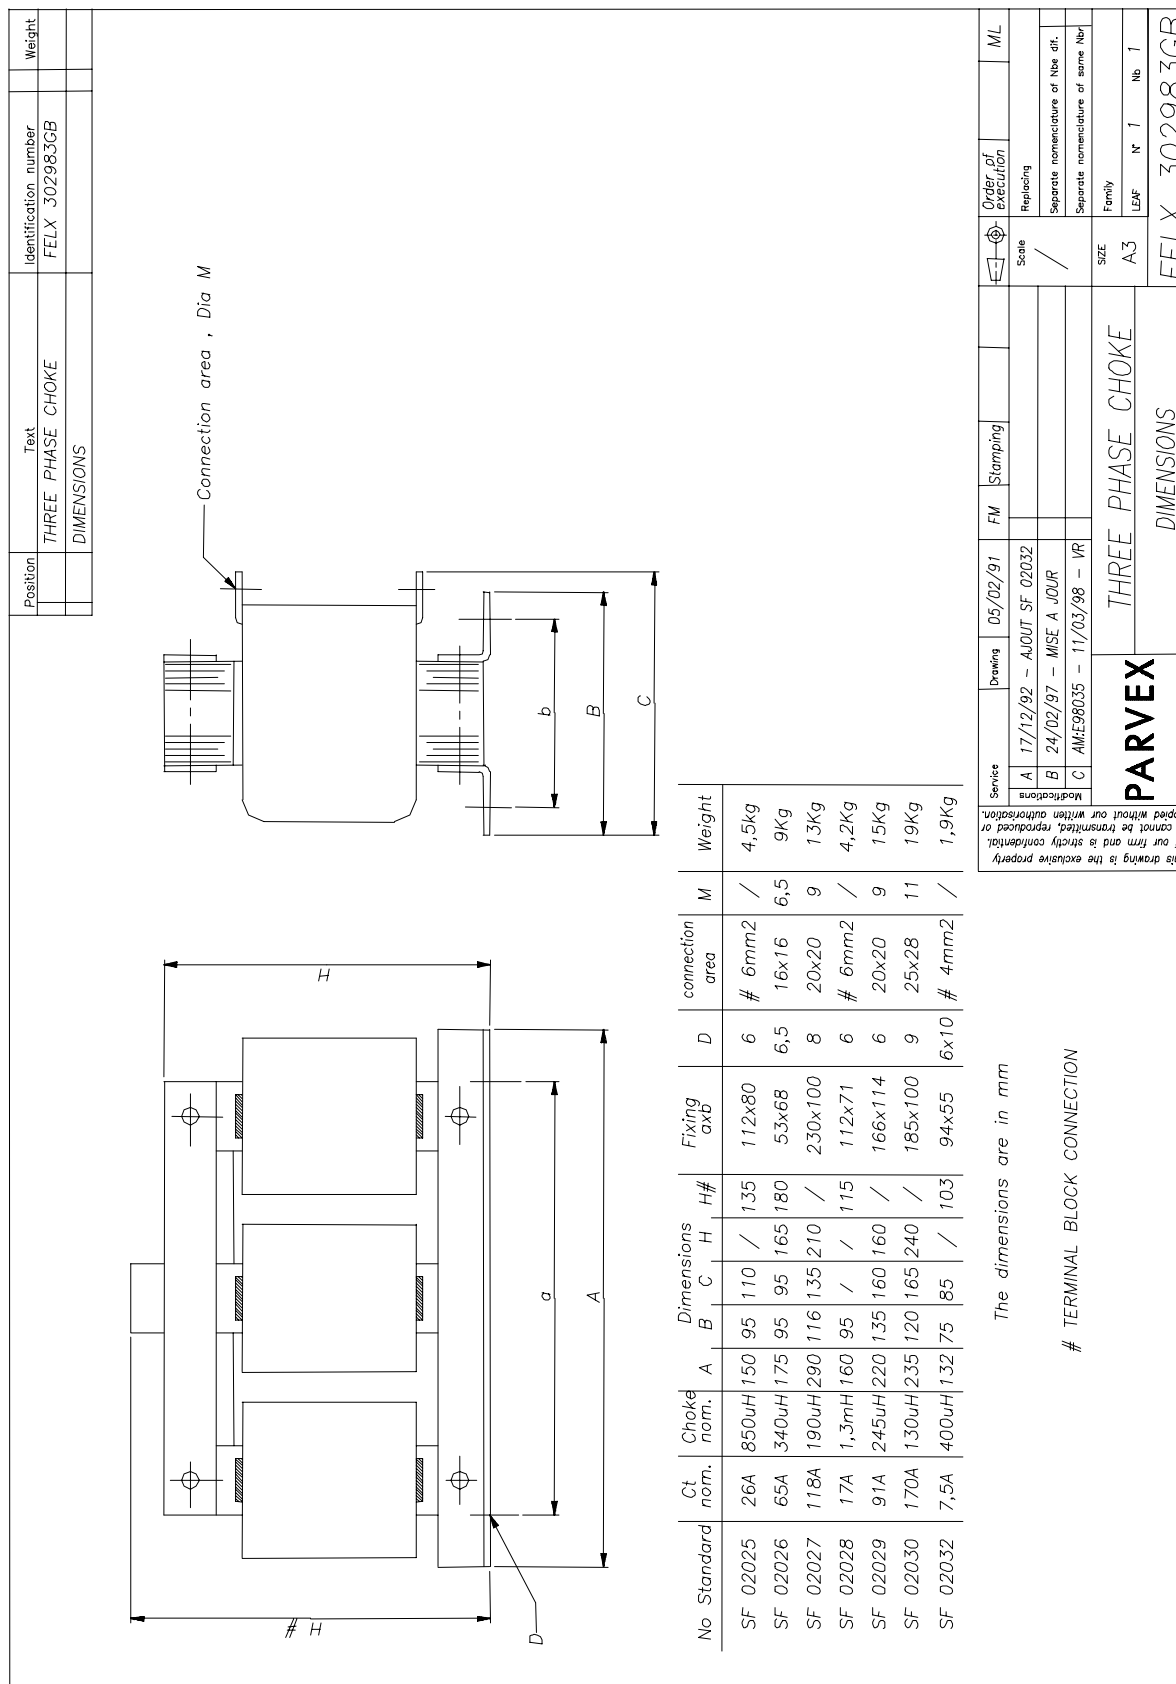 Position Text Identification number Weight
THREE PHASE CHOKE FELX 302983GB
DIMENSIONS
Connection area , Dia M
# H
H
a
A
D
b
B
C
No Standard Ct nom. Choke nom. Dimensions A B C H H# Fixing axb D connection area M Weight
SF 02025 26A 850uH 150 95 110 / 135 112x80 6 # 6mm2 / 4,5kg
SF 02026 65A 340uH 175 95 95 165 180 53x68 6,5 16x16 6,5 9Kg
SF 02027 118A 190uH 290 116 135 210 / 230x100 8 20x20 9 13Kg
SF 02028 17A 1,3mH 160 95 / / 115 112x71 6 # 6mm2 / 4,2Kg
SF 02029 91A 245uH 220 135 160 160 / 166x114 6 20x20 9 15Kg
SF 02030 170A 130uH 235 120 165 240 / 185x100 9 25x28 11 19Kg
SF 02032 7,5A 400uH 132 75 85 / 103 94x55 6x10 # 4mm2 / 1,9Kg
The dimensions are in mm
# TERMINAL BLOCK CONNECTION
his drawing is the exclusive property
our firm and is strictly confidential.
cannot be transmitted, reproduced or
opied without our written authorisation.
Service Drawing 05/02/91 FM Stamping Order of execution ML
Modifications
A 17/12/92 - AJOUT SF 02032
B 24/02/97 - MISE A JOUR
C AM:E98035 - 11/03/98 - VR
Scale
/
Replacing
Separate nomenclature of Nbe dif.
Separate nomenclature of same Nbr
PARVEX
THREE PHASE CHOKE
DIMENSIONS
SIZE
A3
Family
LEAF N° 1 Nb 1
FELX 302983GB